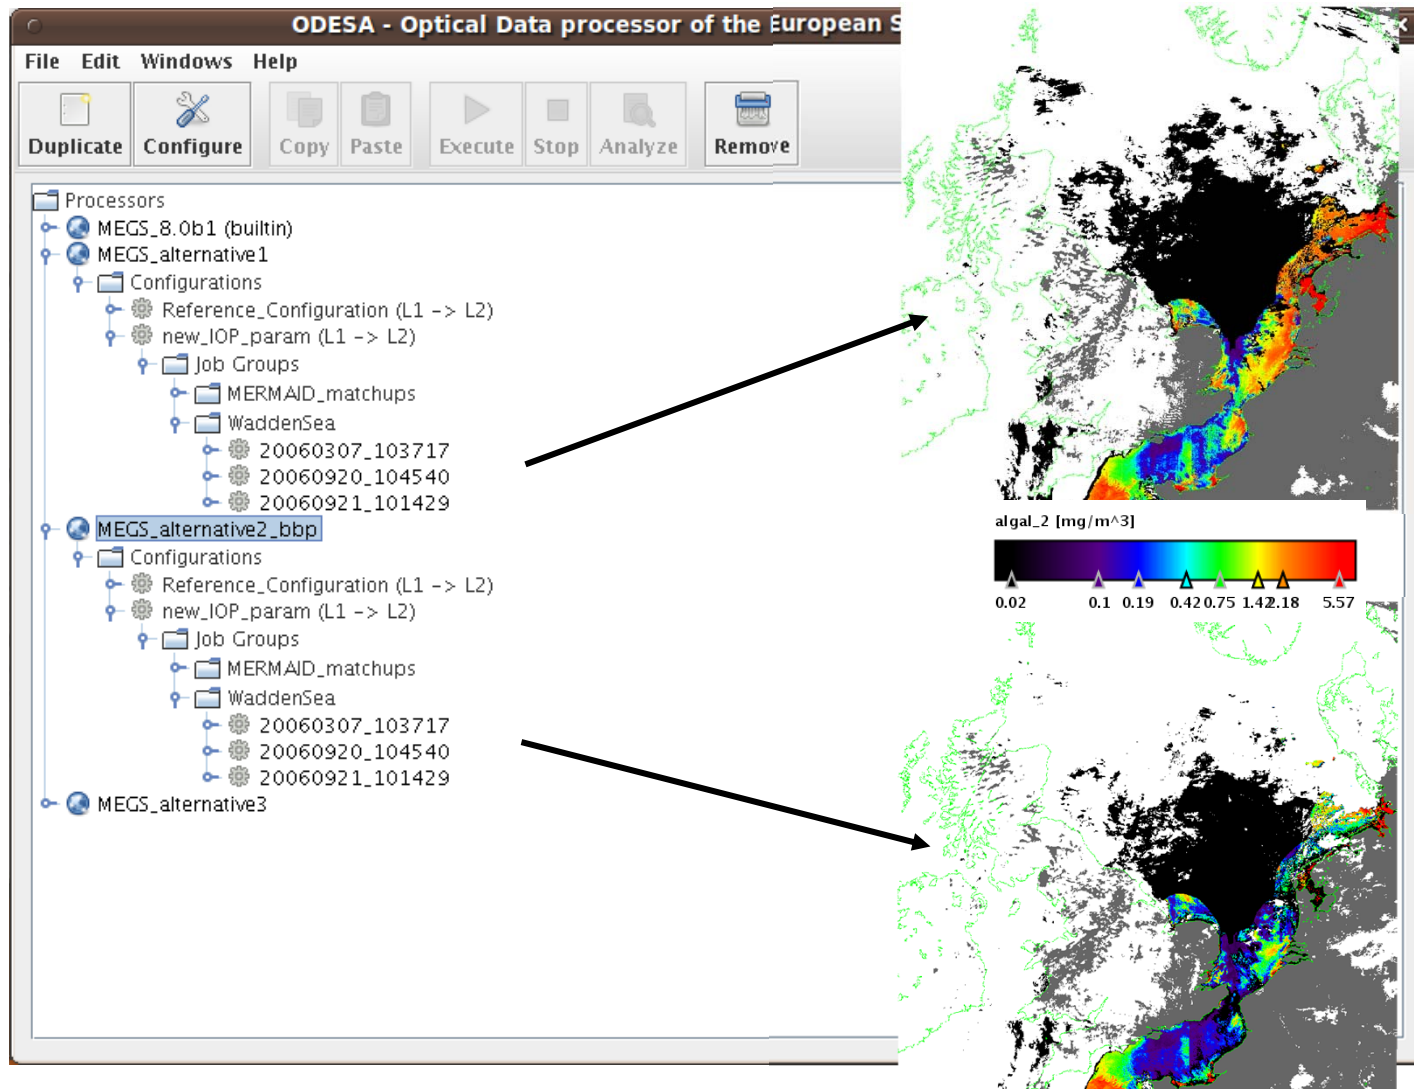 ODESA - Optical Data processor of the European S
File Edit Windows Help
Duplicate Configure Copy Paste Execute Stop Analyze Remove
Processors
MEGS_8.0b1 (builtin)
MEGS_alternative1
Configurations
Reference_Configuration (L1 -> L2)
new_IOP_param (L1 -> L2)
Job Groups
MERMAID_matchups
WaddenSea
20060307_103717
20060920_104540
20060921_101429
MEGS_alternative2_bbp
Configurations
Reference_Configuration (L1 -> L2)
new_IOP_param (L1 -> L2)
Job Groups
MERMAID_matchups
WaddenSea
20060307_103717
20060920_104540
20060921_101429
MEGS_alternative3
algal_2 [mg/m^3]
0.02 0.1 0.19 0.42 0.75 1.42 2.18 5.57